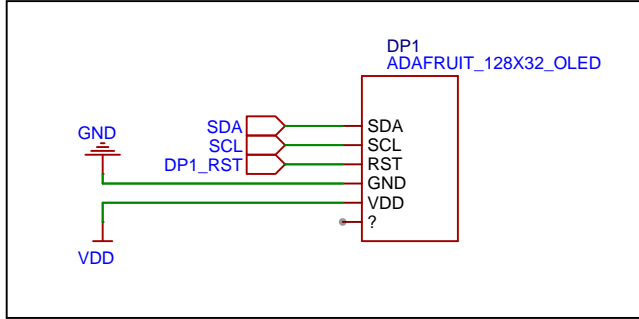 DP1
ADAFRUIT_128X32_OLED
SDA
SCL
DP1_RST
GND
VDD
SDA
SCL
RST
GND
VDD
?